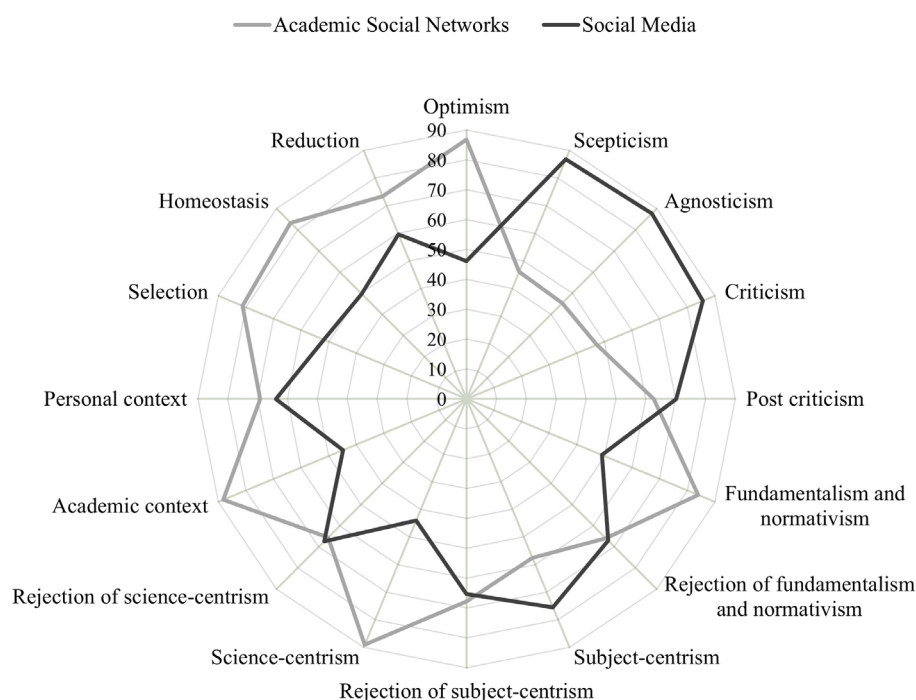 Academic Social Networks
Social Media
Optimism
Scepticism
Agnosticism
Criticism
Post criticism
Fundamentalism and
normativism
Rejection of fundamentalism
and normativism
Subject-centrism
Rejection of subject-centrism
Science-centrism
Rejection of science-centrism
Academic context
Personal context
Selection
Homeostasis
Reduction
90
80
70
60
50
40
30
20
10
0